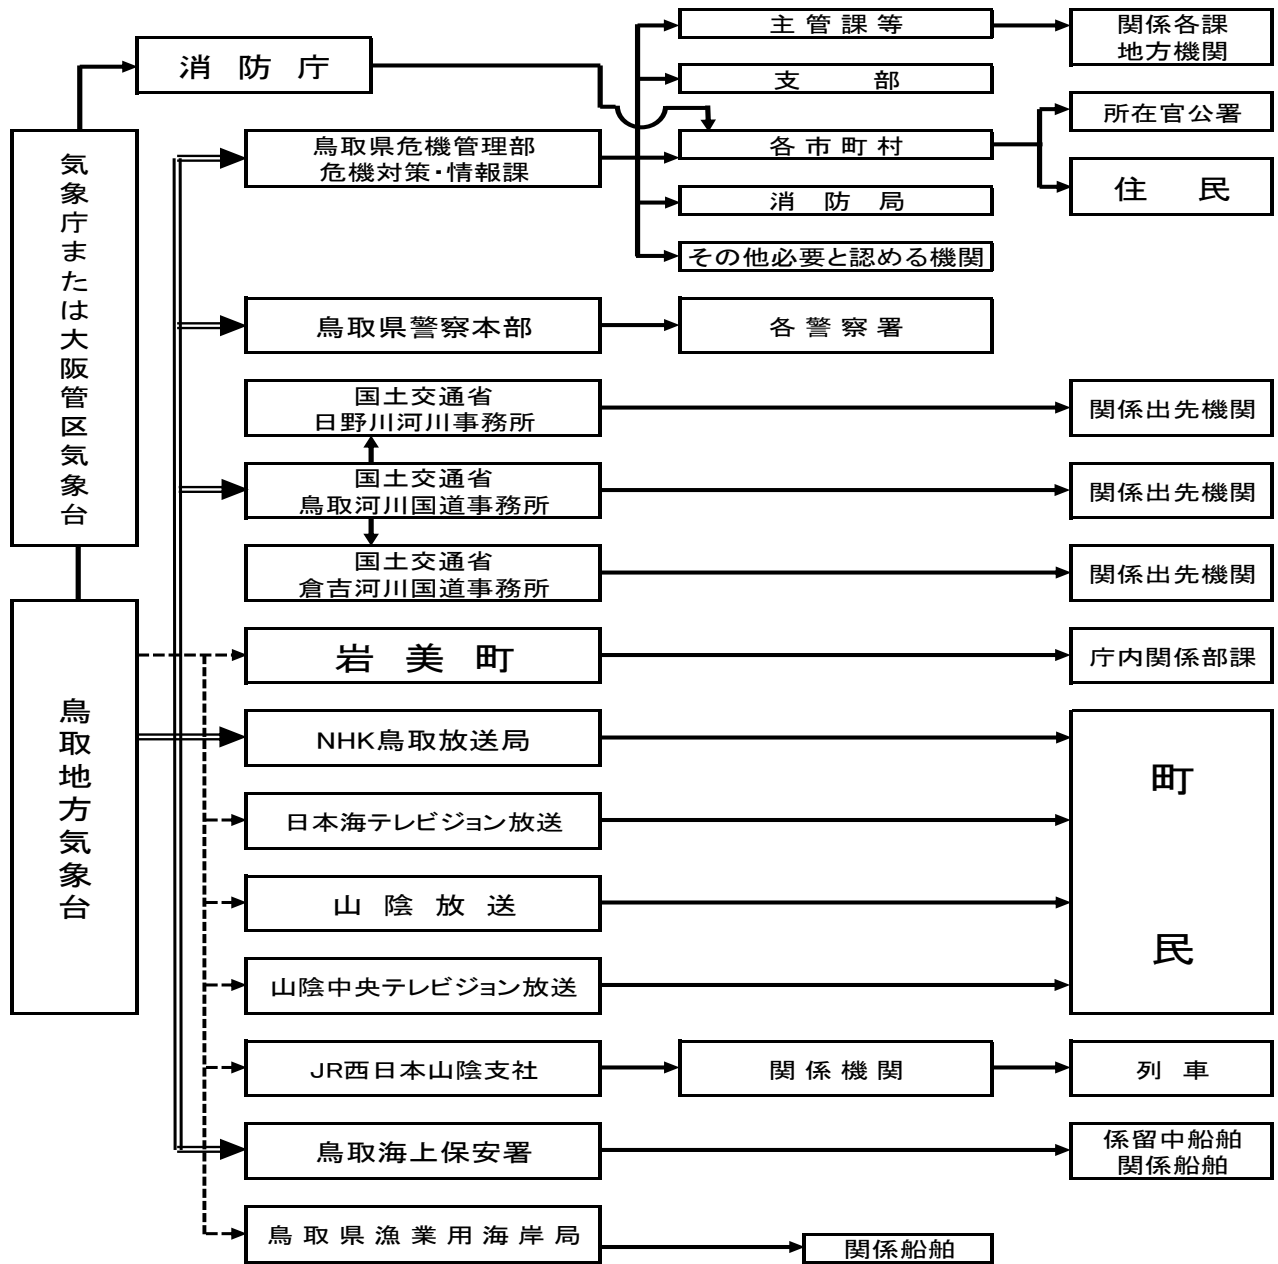 主管課等
関係各課
地方機関
消防庁
支部
所在官公署
気象庁または大阪管区気象台
鳥取県危機管理部
危機対策・情報課
各市町村
住民
消防局
その他必要と認める機関
鳥取県警察本部
各警察署
国土交通省
日野川河川事務所
関係出先機関
国土交通省
鳥取河川国道事務所
関係出先機関
国土交通省
倉吉河川国道事務所
関係出先機関
鳥取地方気象台
岩美町
庁内関係部課
NHK鳥取放送局
町民
日本海テレビジョン放送
山陰放送
山陰中央テレビジョン放送
JR西日本山陰支社
関係機関
列車
鳥取海上保安署
係留中船舶
関係船舶
鳥取県漁業用海岸局
関係船舶